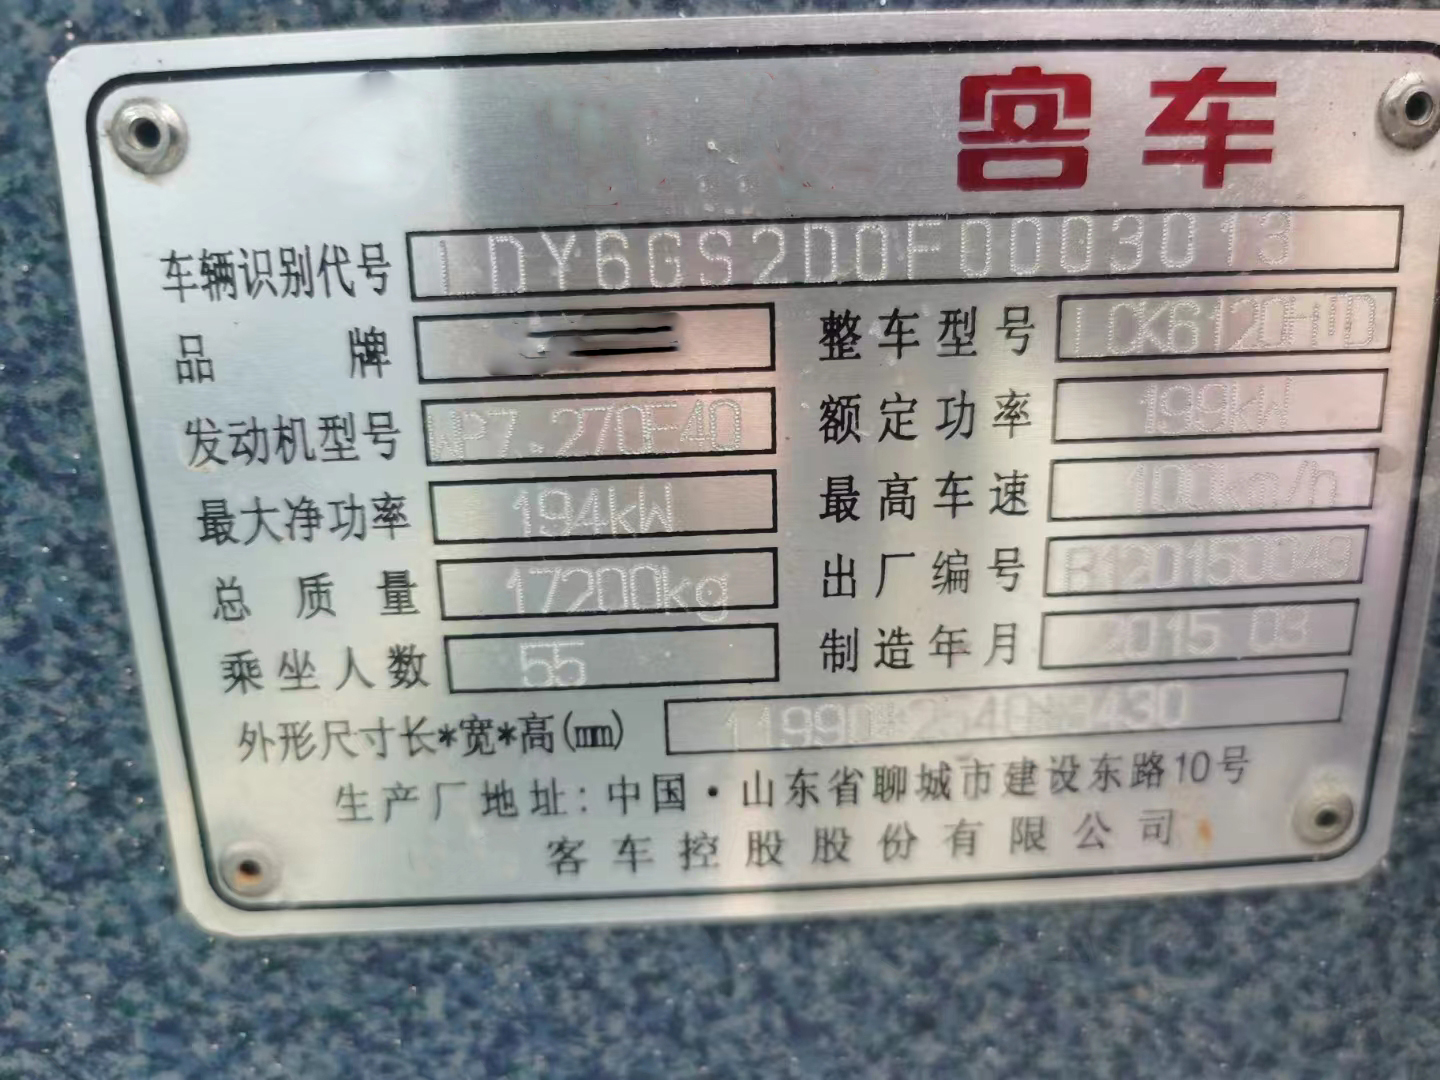 客车
车辆识别代号 LDY6GS2D0F0003013
品牌 整车型号 LCK6120HTD
发动机型号 WP7.270E40 额定功率 199kW
最大净功率 194kW 最高车速 100km/h
总质量 17200kg 出厂编号 B120150049
乘坐人数 55 制造年月 2015 03
外形尺寸长*宽*高(mm) 11990*2540*3430
生产厂地址:中国·山东省聊城市建设东路10号
客车控股股份有限公司